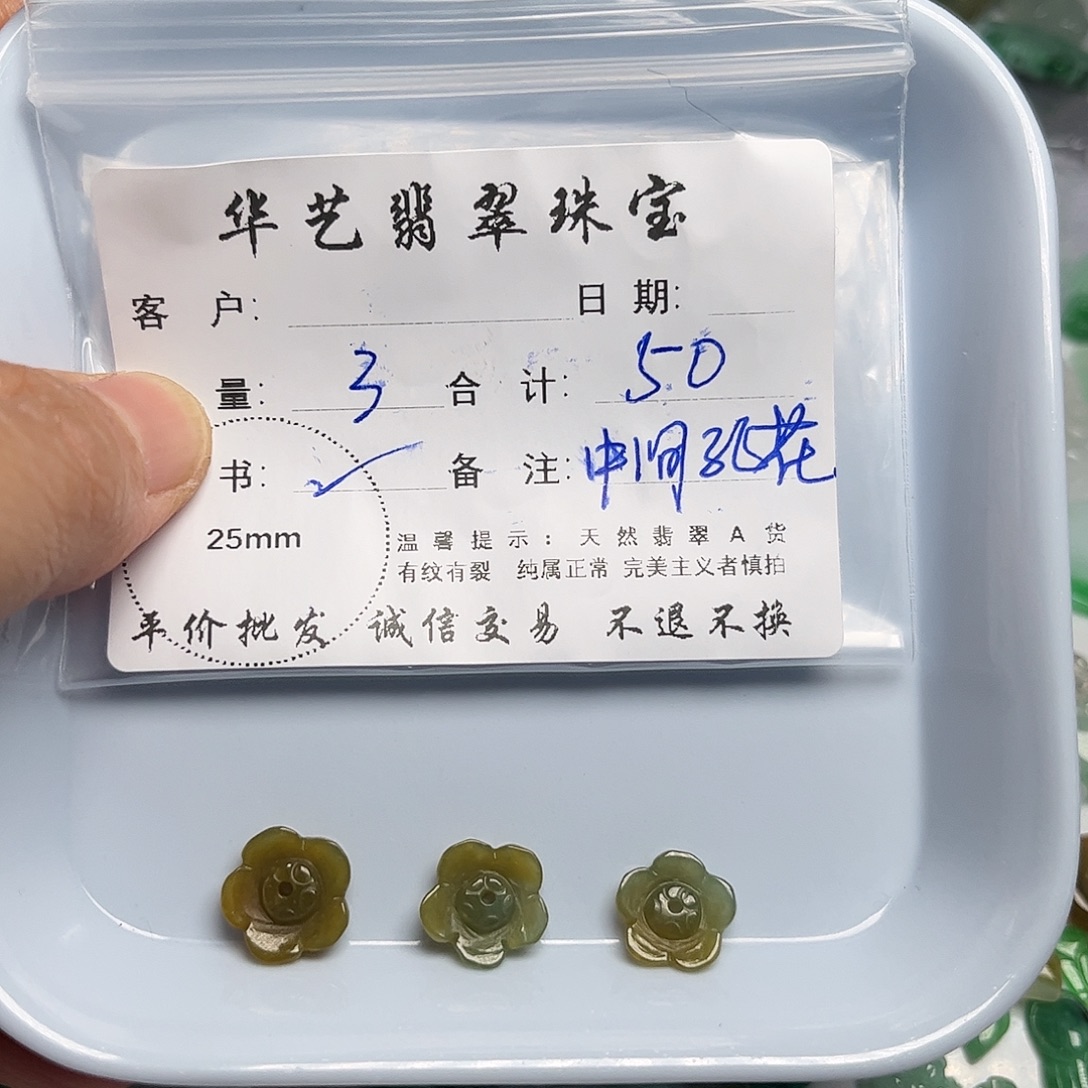 华艺翡翠珠宝
客 户: 日 期:
量: 3 合 计: 50
书: ✓ 备 注: 中间孔花
25mm
温馨提示: 天然翡翠A货
有纹有裂 纯属正常 完美主义者慎拍
平价批发 诚信交易 不退不换